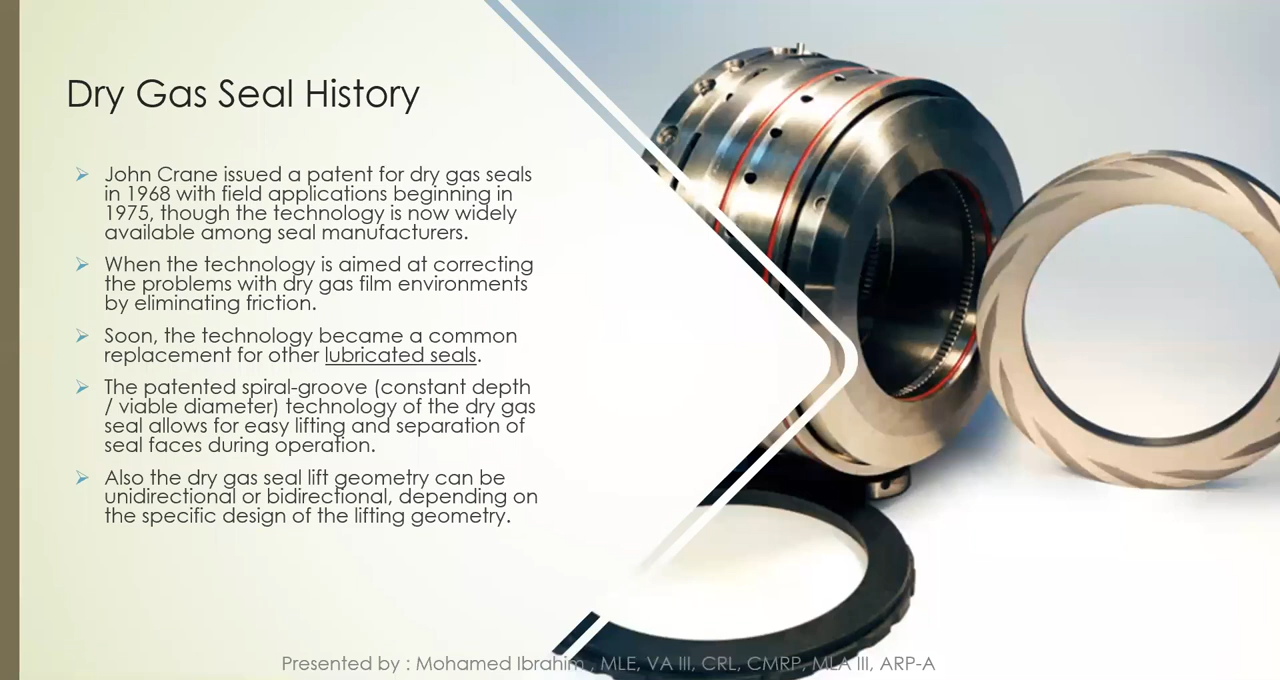 Dry Gas Seal History
John Crane issued a patent for dry gas seals
in 1968 with field applications beginning in
1975, though the technology is now widely
available among seal manufacturers.
When the technology is aimed at correcting
the problems with dry gas film environments
by eliminating friction.
Soon, the technology became a common
replacement for other lubricated seals.
The patented spiral-groove (constant depth
/ viable diameter) technology of the dry gas
seal allows for easy lifting and separation of
seal faces during operation.
Also the dry gas seal lift geometry can be
unidirectional or bidirectional, depending on
the specific design of the lifting geometry.
Presented by : Mohamed Ibrahim , MLE, VA III, CRL, CMRP, MLA III, ARP-A